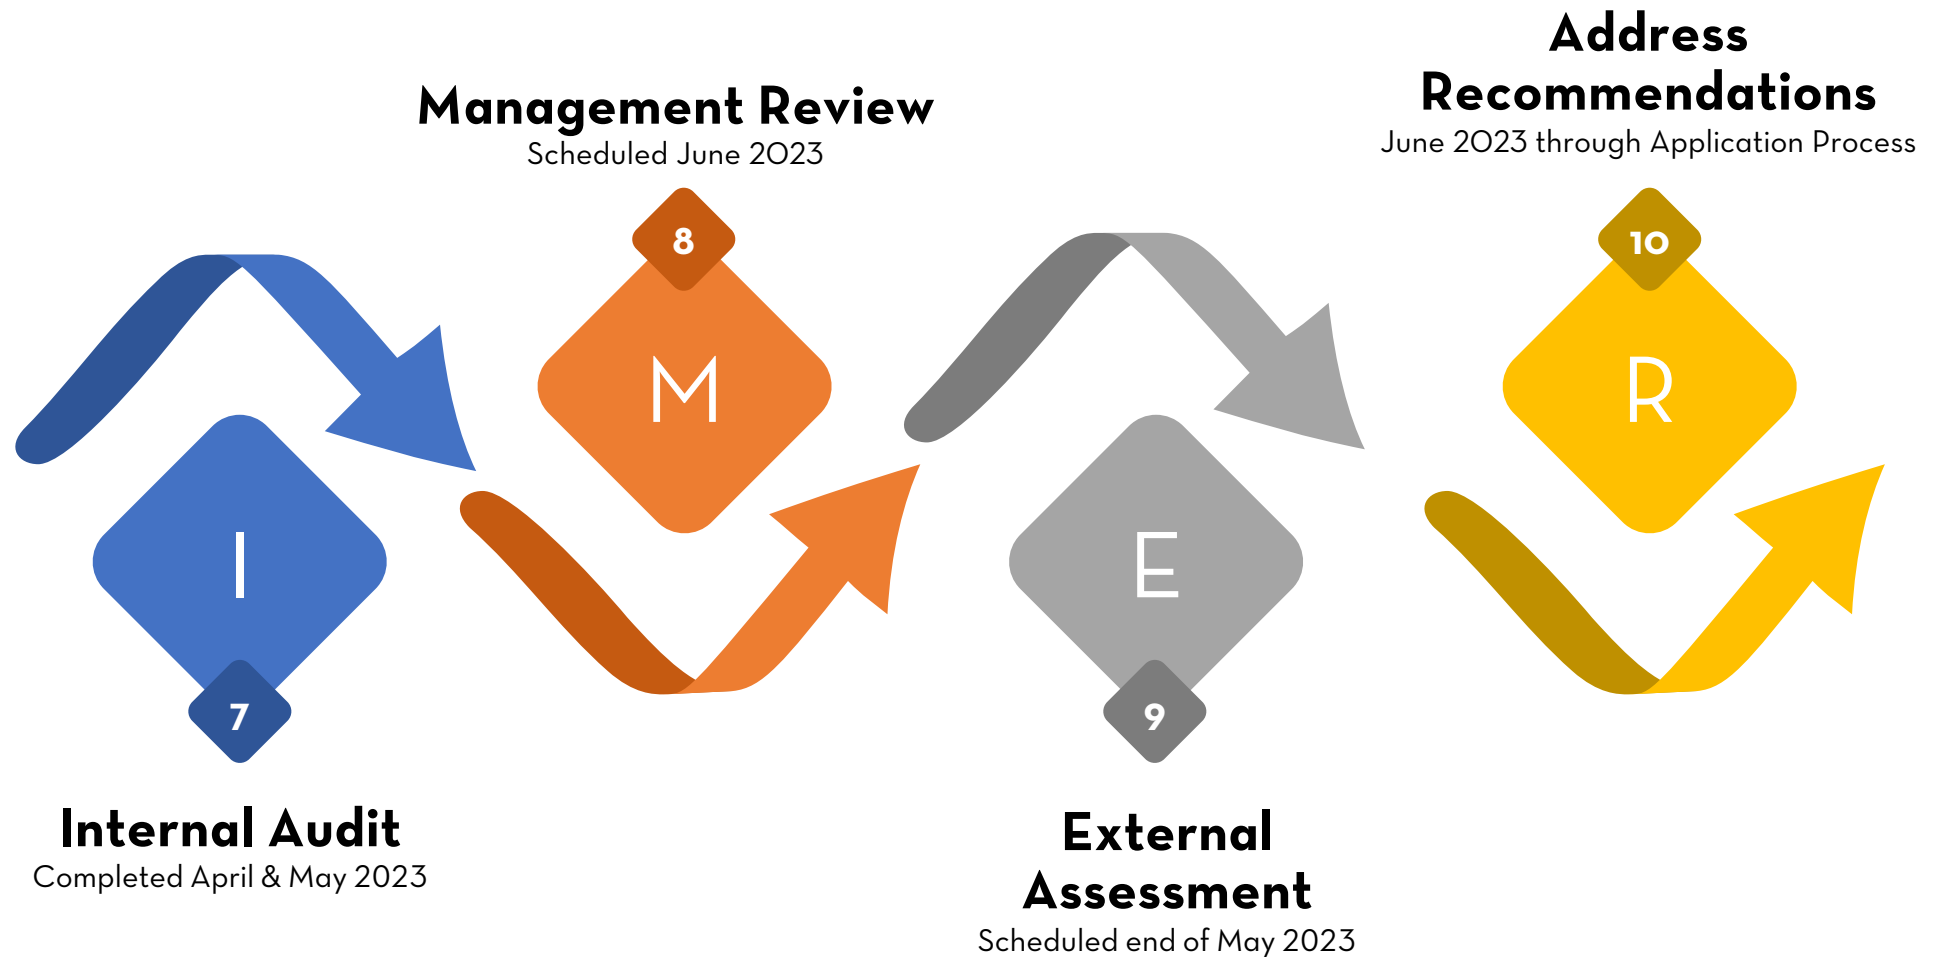 I
7
Internal Audit
Completed April & May 2023
Management Review
Scheduled June 2023
8
M
E
9
External
Assessment
Scheduled end of May 2023
Address
Recommendations
June 2023 through Application Process
10
R